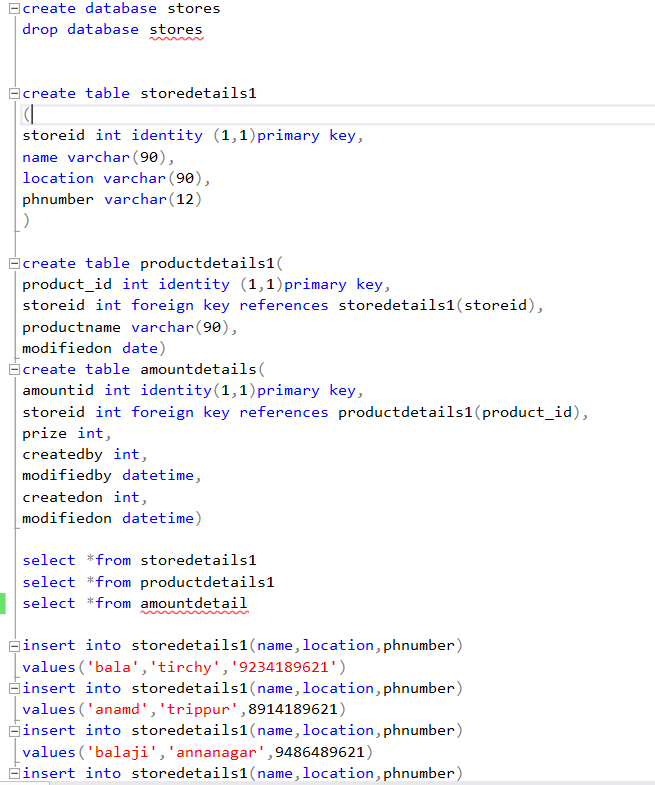 create database stores
drop database stores
create table storedetails1
(
storeid int identity (1,1)primary key,
name varchar(90),
location varchar(90),
phnumber varchar(12)
)
create table productdetails1(
product_id int identity (1,1)primary key,
storeid int foreign key references storedetails1(storeid),
productname varchar(90),
modifiedon date)
create table amountdetails(
amountid int identity(1,1)primary key,
storeid int foreign key references productdetails1(product_id),
prize int,
createdby int,
modifiedby datetime,
createdon int,
modifiedon datetime)
select *from storedetails1
select *from productdetails1
select *from amountdetail
insert into storedetails1(name,location,phnumber)
values('bala','tirchy','9234189621')
insert into storedetails1(name,location,phnumber)
values('anamd','trippur',8914189621)
insert into storedetails1(name,location,phnumber)
values('balaji','annanagar',9486489621)
insert into storedetails1(name,location,phnumber)